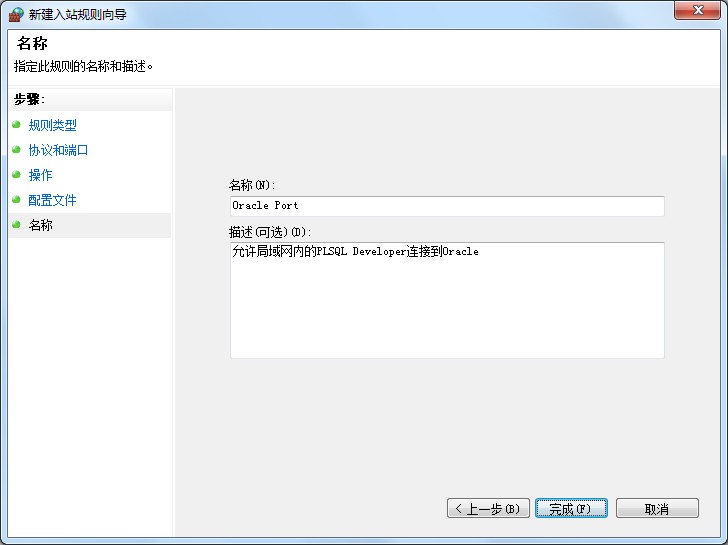 新建入站规则向导
名称
指定此规则的名称和描述。
步骤:
规则类型
协议和端口
操作
配置文件
名称
名称(N):
Oracle Port
描述(可选)(D):
允许局域网内的PLSQL Developer连接到Oracle
< 上一步(B)
完成(F)
取消